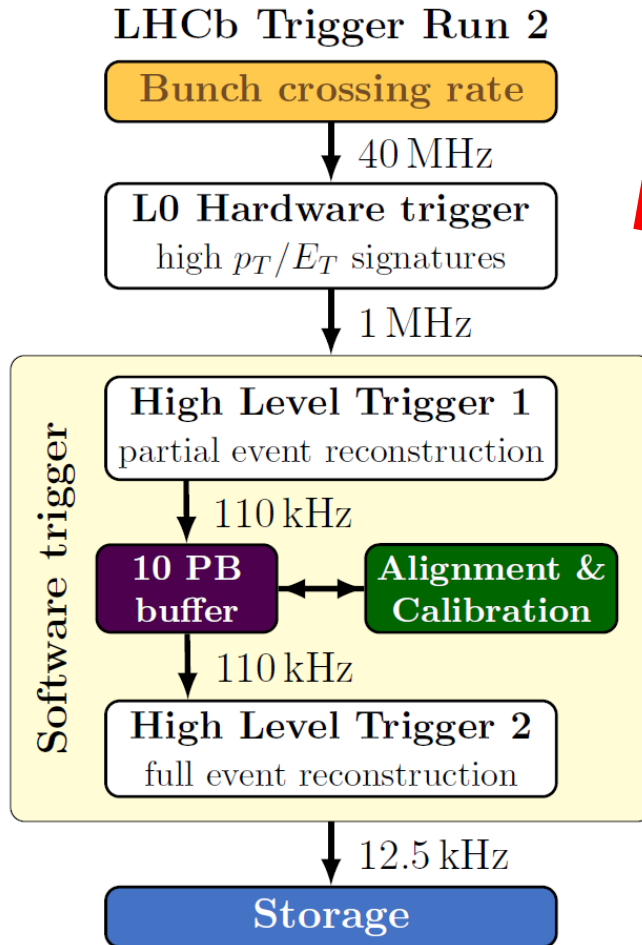 LHCb Trigger Run 2
Bunch crossing rate
40 MHz
L0 Hardware trigger
high p_T/E_T signatures
1 MHz
Software trigger
High Level Trigger 1
partial event reconstruction
110 kHz
10 PB
buffer
Alignment &
Calibration
110 kHz
High Level Trigger 2
full event reconstruction
12.5 kHz
Storage